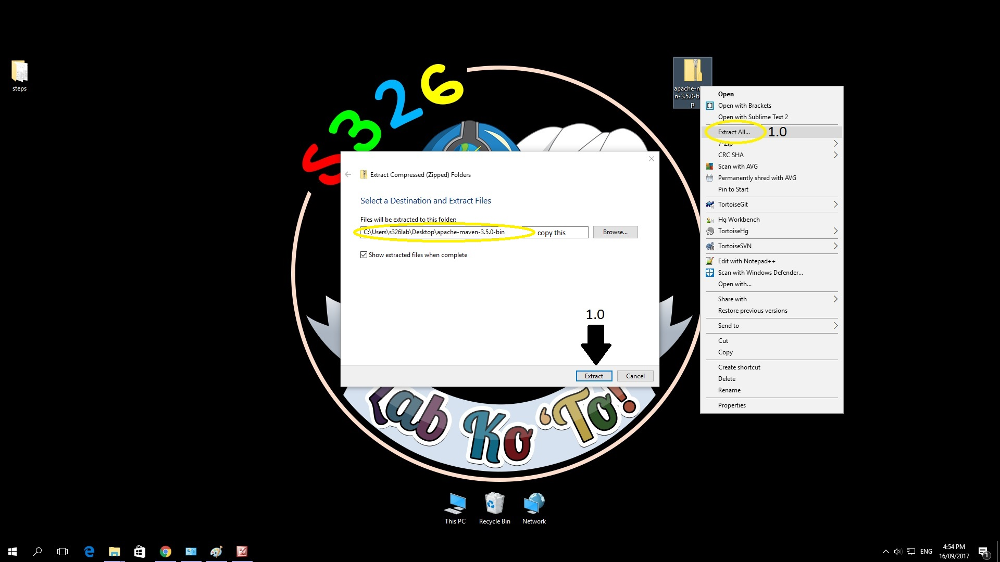 steps
S326
apache-m
n-3.5.0-b
p
Open
Open with Brackets
Open with Sublime Text 2
Extract All...
1.0
7-Zip
CRC SHA
Scan with AVG
Permanently shred with AVG
Pin to Start
TortoiseGit
Hg Workbench
TortoiseHg
TortoiseSVN
Edit with Notepad++
Scan with Windows Defender...
Open with...
Share with
Restore previous versions
Send to
Cut
Copy
Create shortcut
Delete
Rename
Properties
Extract Compressed (Zipped) Folders
Select a Destination and Extract Files
Files will be extracted to this folder:
C:\Users\s326lab\Desktop\apache-maven-3.5.0-bin
copy this
Browse...
Show extracted files when complete
1.0
Extract
Cancel
Lab Ko 'To!
This PC
Recycle Bin
Network
ENG
4:54 PM
16/09/2017
1